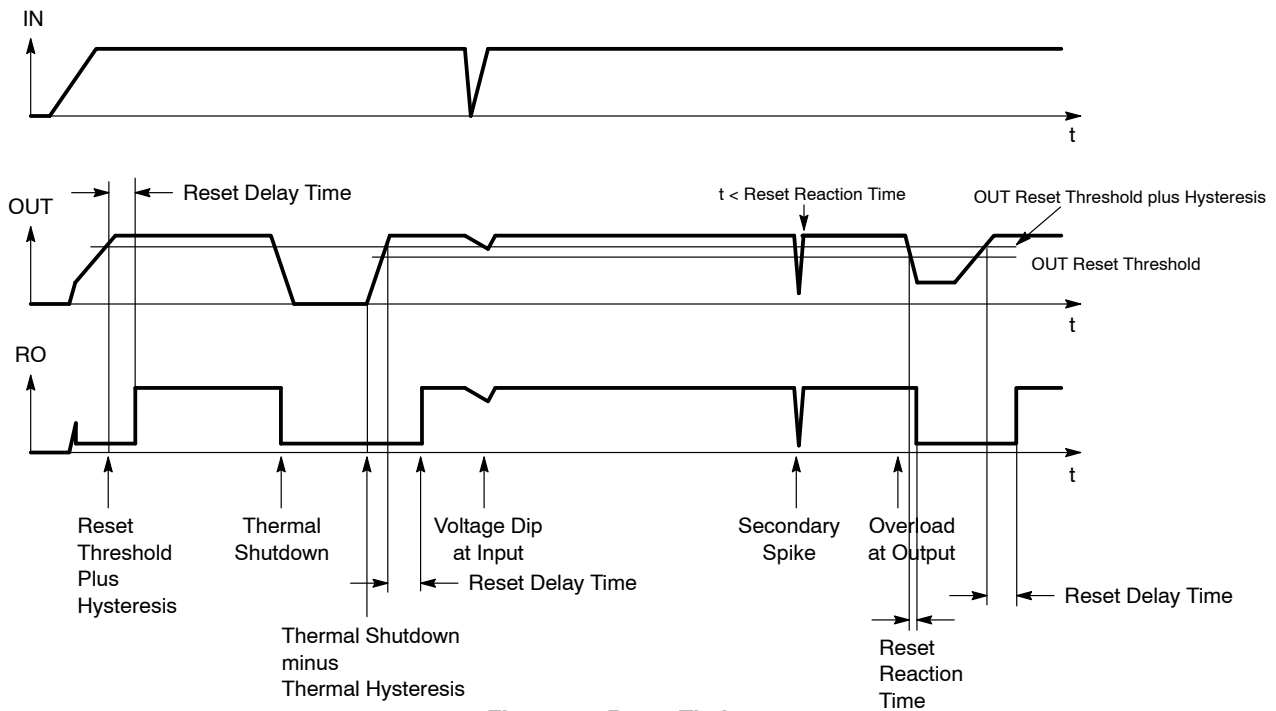 IN
t
Reset Delay Time
t < Reset Reaction Time
OUT Reset Threshold plus Hysteresis
OUT
OUT Reset Threshold
t
RO
t
Reset
Threshold
Plus
Hysteresis
Thermal
Shutdown
Voltage Dip
at Input
Secondary
Spike
Overload
at Output
Reset Delay Time
Reset Delay Time
Thermal Shutdown
minus
Thermal Hysteresis
Reset
Reaction
Time